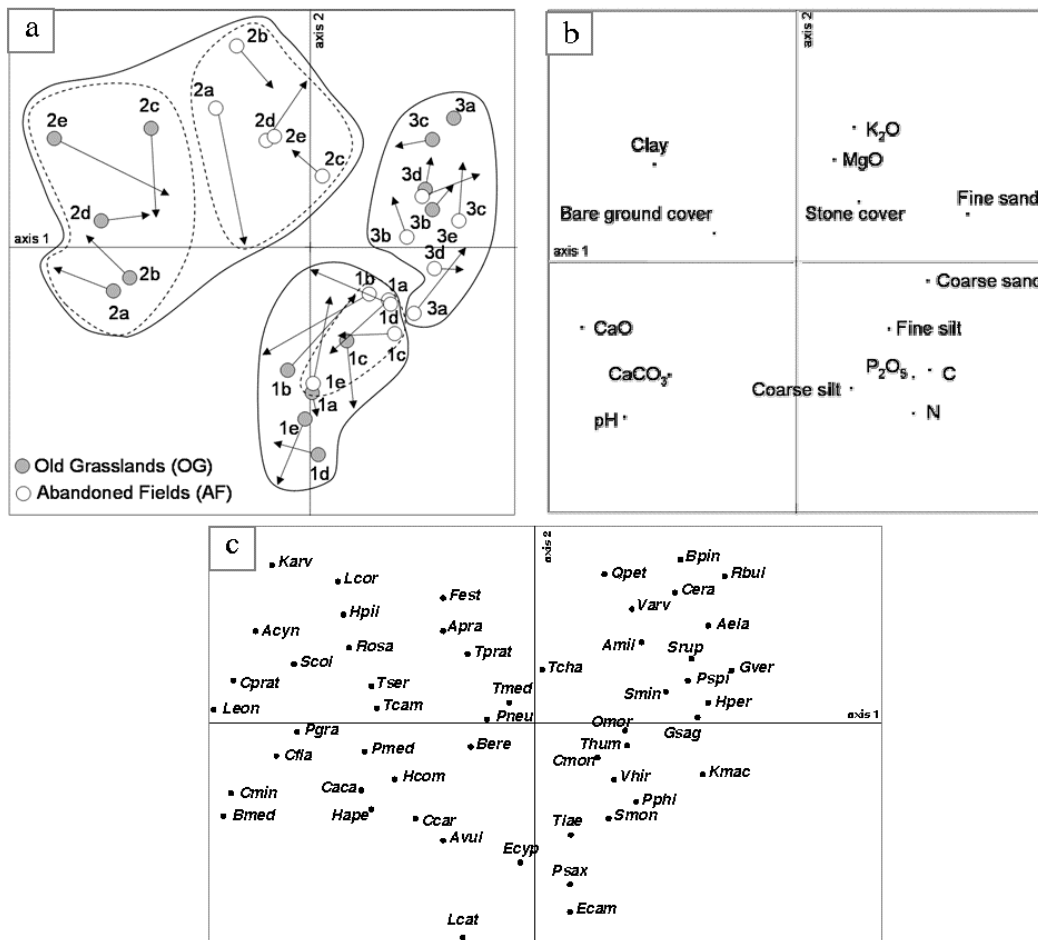 a
axis 2
2b
2c
2a
3a
2e
3c
2d
2e
2c
3d
2d
3b
3c
3b
3e
axis 1
3d
2b
1b
1a
2a
3a
1d
1c
1c
1b
1e
1a
1e
1d
Old Grasslands (OG)
Abandoned Fields (AF)
b
axis 2
K₂O
Clay
MgO
Fine sand
Bare ground cover
Stone cover
axis 1
Coarse sand
CaO
Fine silt
P₂O₅
C
CaCO₃
Coarse silt
N
pH
c
axis 2
Karv
Bpin
Lcor
Qpet
Rbul
Fest
Cera
Hpil
Varv
Acyn
Apra
Aela
Rosa
Amil
Scol
Tprat
Srup
Tcha
Gver
Cprat
Tser
Pspi
Tmed
Smin
Hper
Leon
Tcam
Pneu
axis 1
Pgra
Omor
Gsag
Cfla
Pmed
Bere
Thum
Cmon
Cmin
Caca
Hcom
Vhir
Kmac
Bmed
Hape
Pphi
Ccar
Smon
Avul
Tlae
Ecyp
Psax
Lcat
Ecam